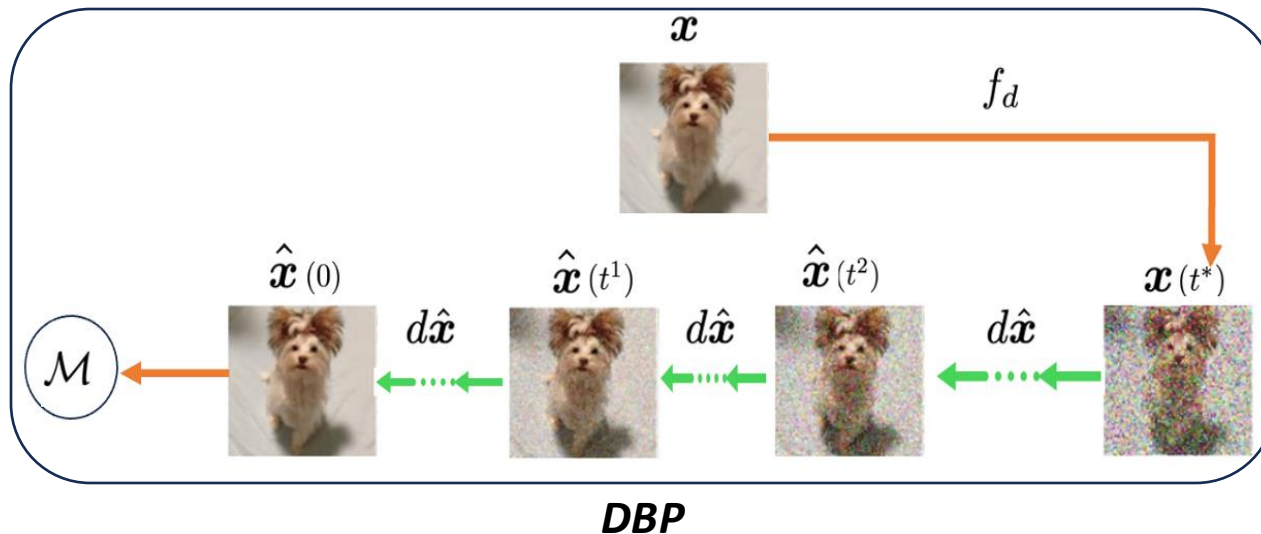 x
f_d
x̂(0) x̂(t¹) x̂(t²) x(t*)
dx̂ dx̂ dx̂
ℳ
DBP